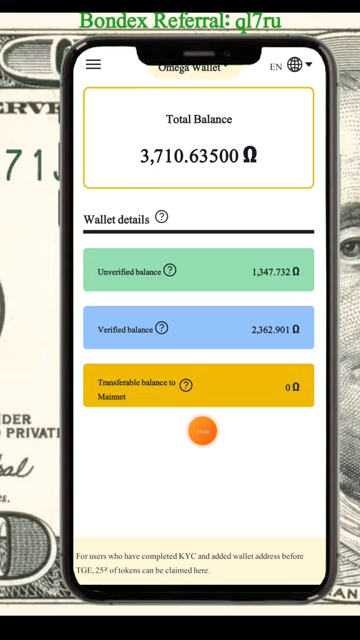 Bondex Referral: ql7ru
Omega Wallet
EN
Total Balance
3,710.63500 Ω
Wallet details ?
Unverified balance ? 1,347.732 Ω
Verified balance ? 2,362.901 Ω
Transferable balance to
Mainnet ? 0 Ω
For users who have completed KYC and added wallet address before
TGE, 25% of tokens can be claimed here.